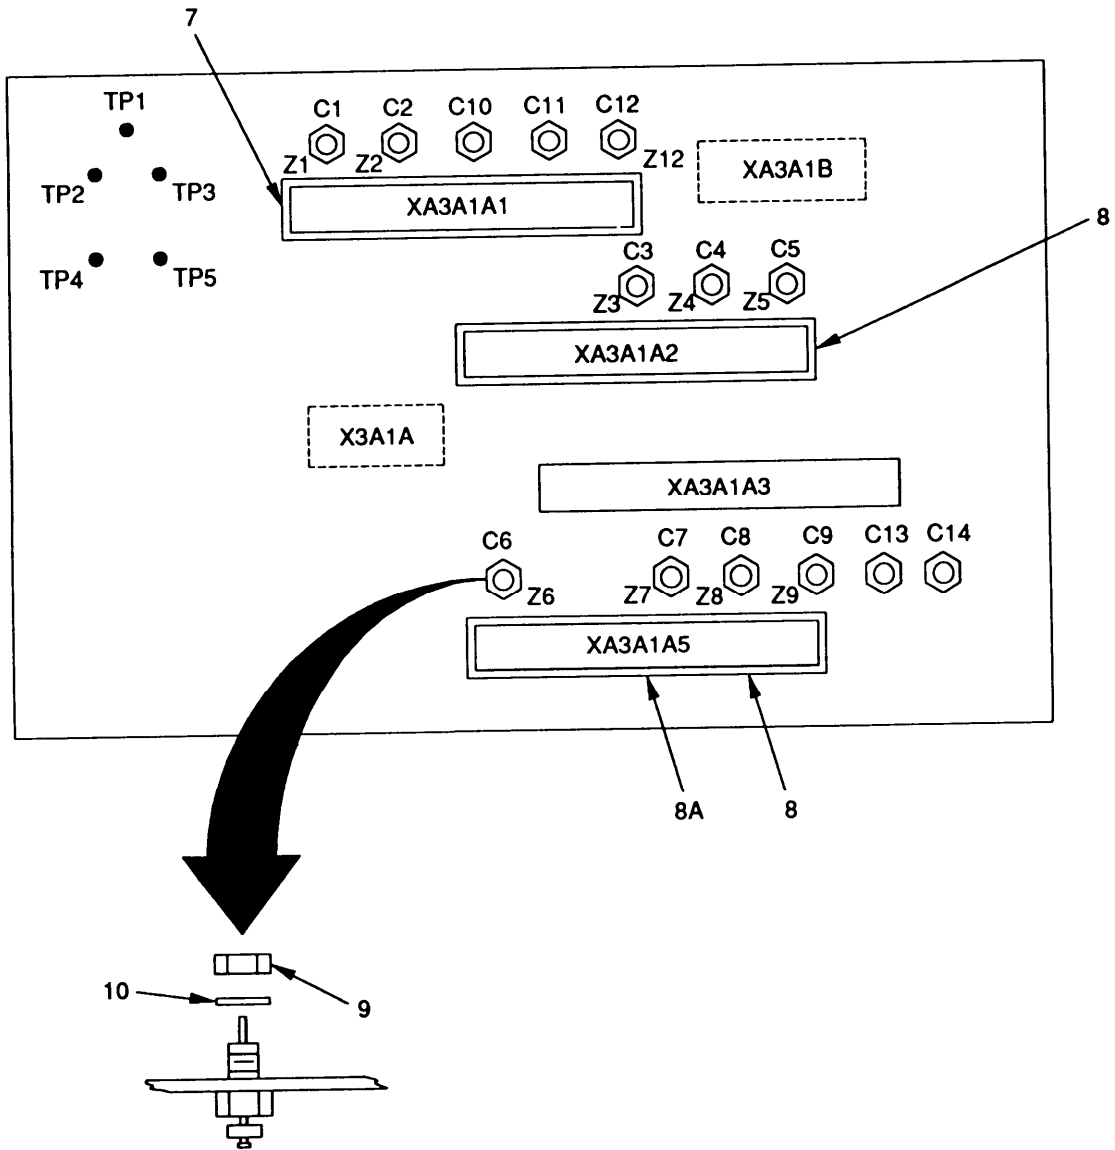 7
TP1
C1 C2 C10 C11 C12
Z1 Z2 Z12
XA3A1B
TP2 TP3
XA3A1A1
8
TP4 TP5
C3 C4 C5
Z3 Z4 Z5
XA3A1A2
X3A1A
XA3A1A3
C6 C7 C8 C9 C13 C14
Z6 Z7 Z8 Z9
XA3A1A5
8A 8
10 9